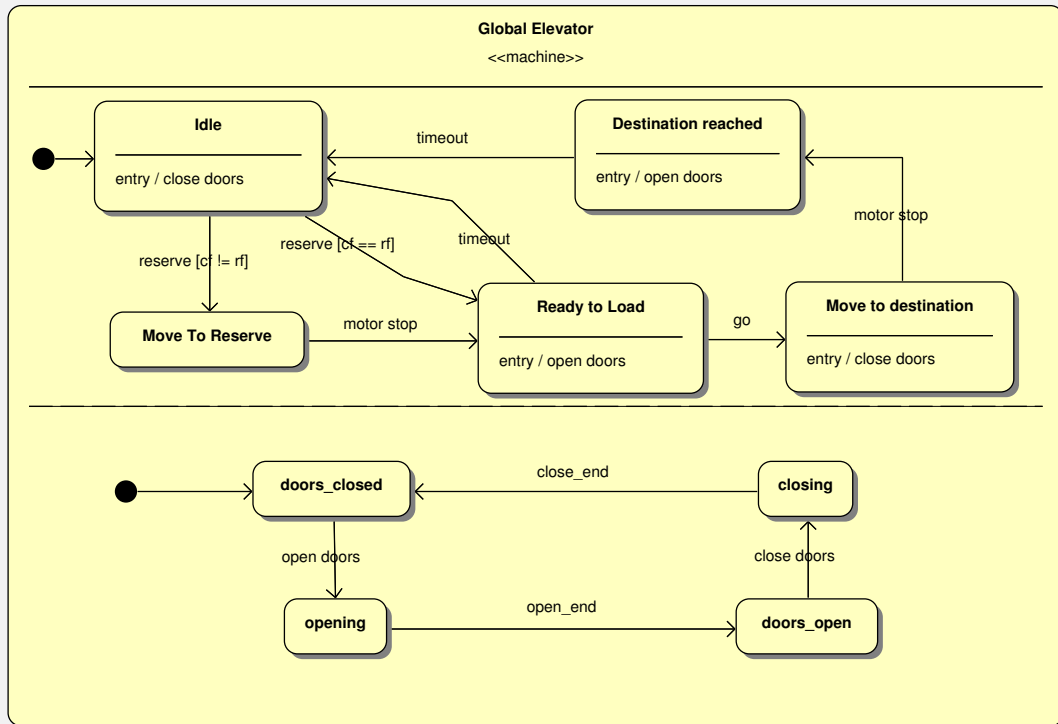 Global Elevator
<<machine>>
Idle
entry / close doors
timeout
Destination reached
entry / open doors
motor stop
reserve [cf != rf]
reserve [cf == rf]
timeout
Move To Reserve
motor stop
Ready to Load
entry / open doors
go
Move to destination
entry / close doors
doors_closed
close_end
closing
open doors
close doors
opening
open_end
doors_open